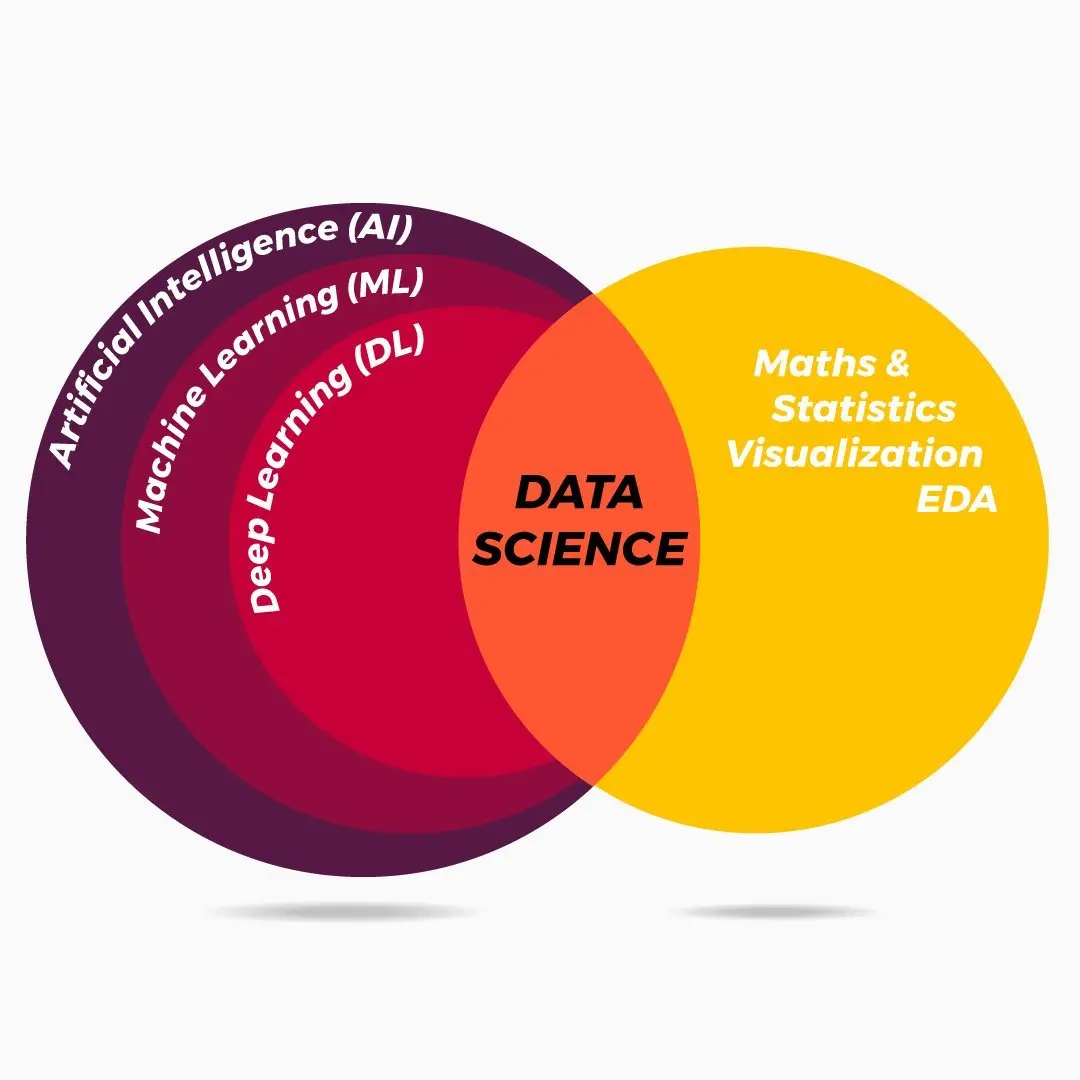 Artificial Intelligence (AI)
Machine Learning (ML)
Deep Learning (DL)
DATA
SCIENCE
Maths &
Statistics
Visualization
EDA